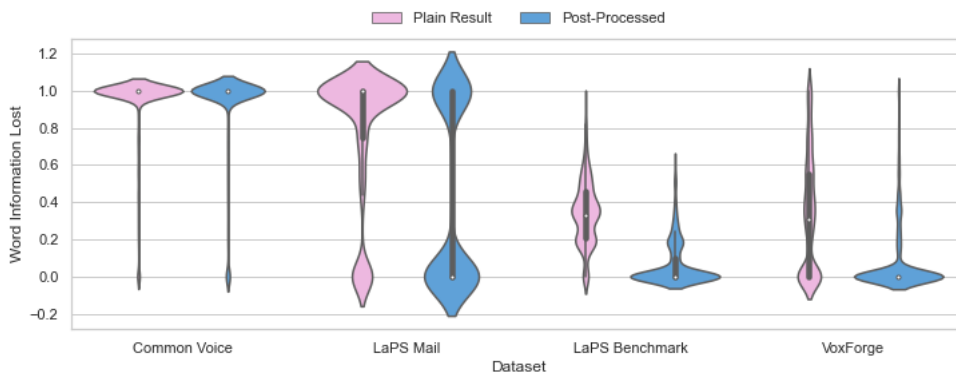 Plain Result Post-Processed
Word Information Lost
1.2
1.0
0.8
0.6
0.4
0.2
0.0
−0.2
Common Voice LaPS Mail LaPS Benchmark VoxForge
Dataset